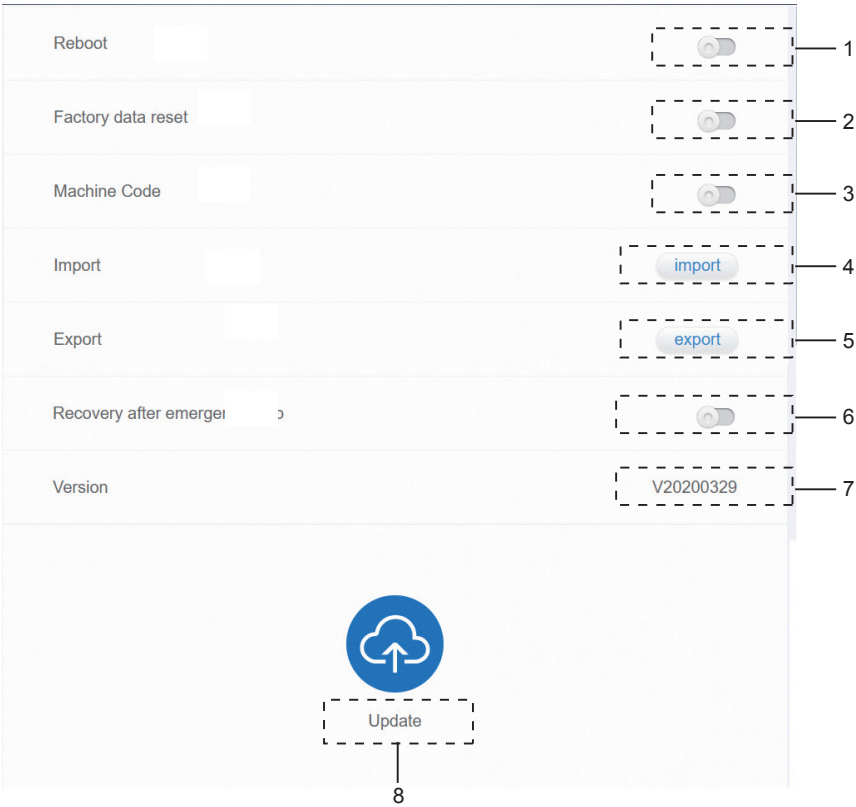 Reboot 1
Factory data reset 2
Machine Code 3
Import import 4
Export export 5
Recovery after 6
Version V20200329 7
Update
8